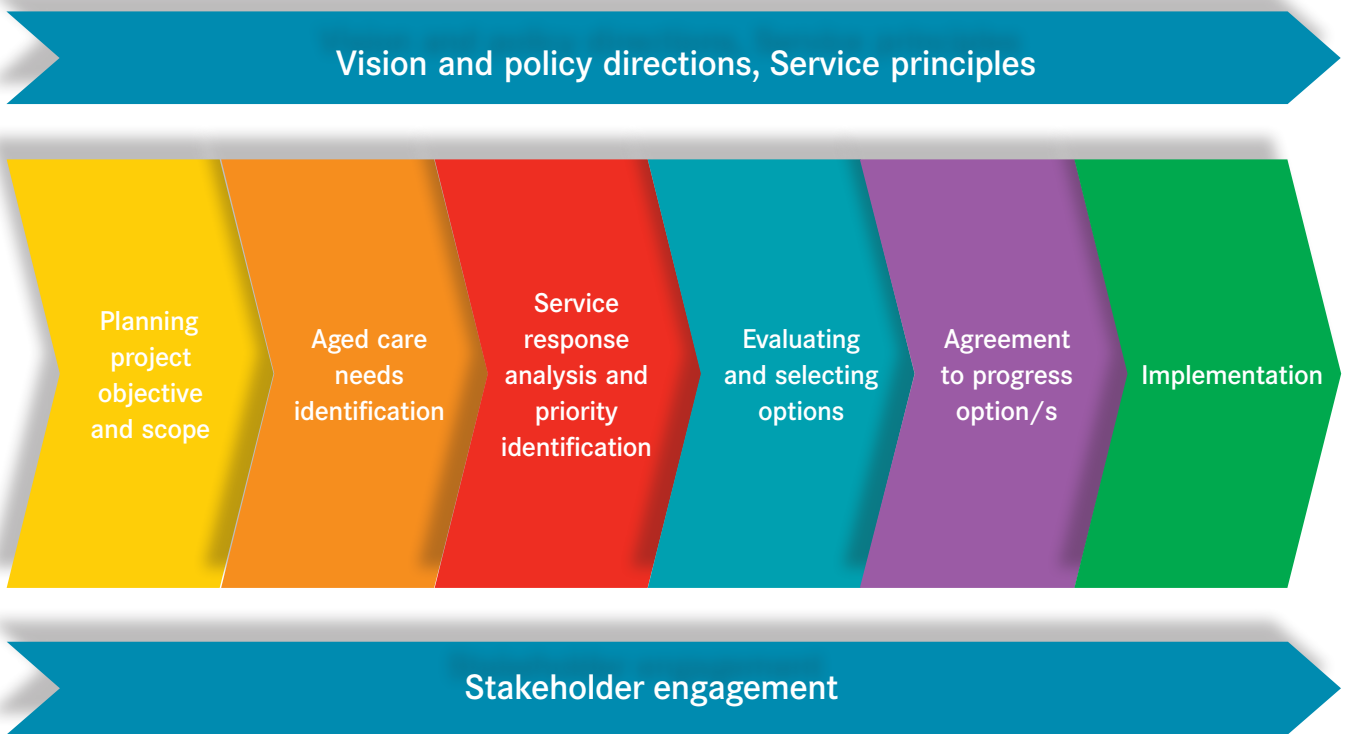 Vision and policy directions, Service principles
Planning
project
objective
and scope
Aged care
needs
identification
Service
response
analysis and
priority
identification
Evaluating
and selecting
options
Agreement
to progress
option/s
Implementation
Stakeholder engagement